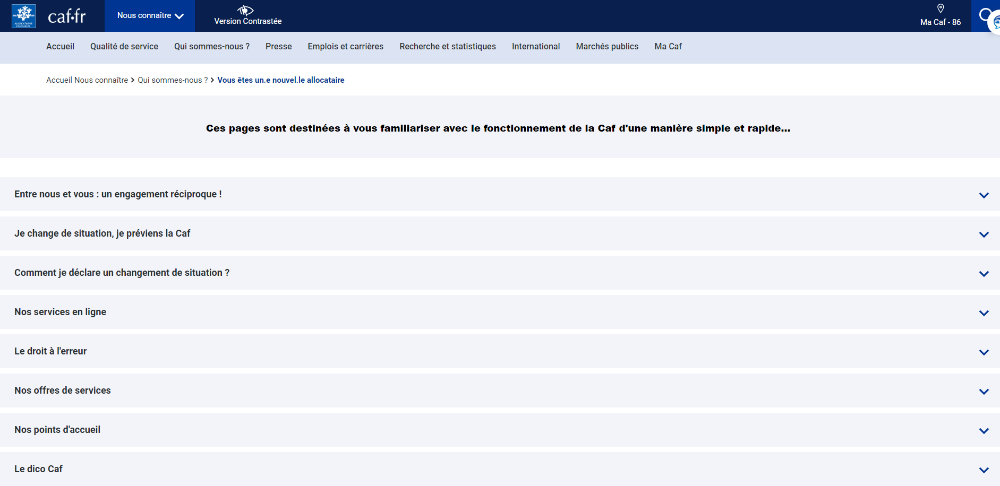 ALLOCATIONS
FAMILIALES
caf.fr
Nous connaître
Version Contrastée
Ma Caf - 86
Accueil
Qualité de service
Qui sommes-nous ?
Presse
Emplois et carrières
Recherche et statistiques
International
Marchés publics
Ma Caf
Accueil Nous connaître
Qui sommes-nous ?
Vous êtes un.e nouvel.le allocataire
Ces pages sont destinées à vous familiariser avec le fonctionnement de la Caf d'une manière simple et rapide...
Entre nous et vous : un engagement réciproque !
Je change de situation, je préviens la Caf
Comment je déclare un changement de situation ?
Nos services en ligne
Le droit à l'erreur
Nos offres de services
Nos points d'accueil
Le dico Caf